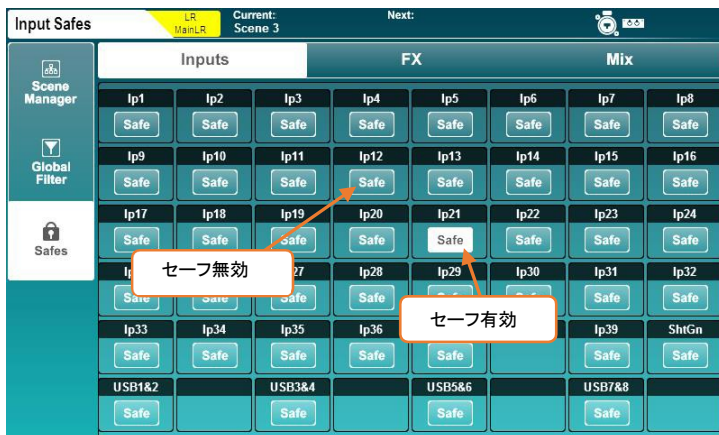 Input Safes
LR
MainLR
Current:
Scene 3
Next:
Scene
Manager
Global
Filter
Safes
Inputs FX Mix
Ip1 Ip2 Ip3 Ip4 Ip5 Ip6 Ip7 Ip8
Safe Safe Safe Safe Safe Safe Safe Safe
Ip9 Ip10 Ip11 Ip12 Ip13 Ip14 Ip15 Ip16
Safe Safe Safe Safe Safe Safe Safe Safe
Ip17 Ip18 Ip19 Ip20 Ip21 Ip22 Ip23 Ip24
Safe Safe Safe Safe Safe Safe Safe Safe
セーフ無効
Ip28 Ip29 Ip30 Ip31 Ip32
Safe Safe Safe Safe
セーフ有効
Ip33 Ip34 Ip35 Ip36 Ip39 ShtGn
Safe Safe Safe Safe Safe Safe Safe
USB1&2 USB3&4 USB5&6 USB7&8
Safe Safe Safe Safe